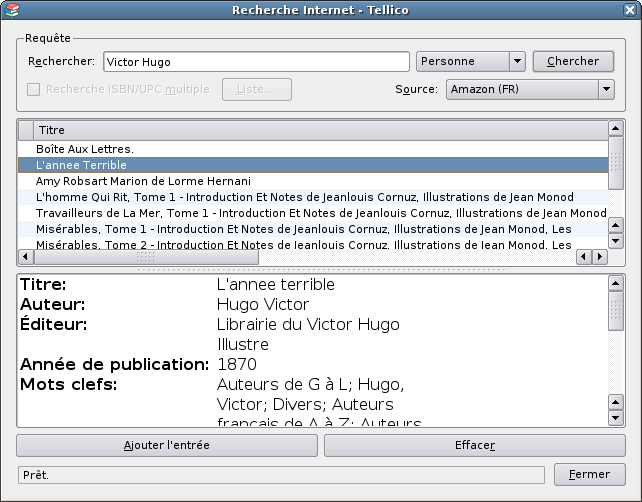 Recherche Internet - Tellico
Requête
Rechercher: Victor Hugo Personne Chercher
Recherche ISBN/UPC multiple Liste... Source: Amazon (FR)
Titre
Boîte Aux Lettres.
L'annee Terrible
Amy Robsart Marion de Lorme Hernani
L'homme Qui Rit, Tome 1 - Introduction Et Notes de Jeanlouis Cornuz, Illustrations de Jean Monod
Travailleurs de La Mer, Tome 1 - Introduction Et Notes de Jeanlouis Cornuz, Illustrations de Jean Monod
Misérables, Tome 1 - Introduction Et Notes de Jeanlouis Cornuz, Illustrations de Jean Monod, Les
Misérables, Tome 2 - Introduction Et Notes de Jeanlouis Cornuz, Illustrations de Jean Monod, Les
Titre: L'annee terrible
Auteur: Hugo Victor
Éditeur: Librairie du Victor Hugo
Illustre
Année de publication: 1870
Mots clefs: Auteurs de G à L; Hugo,
Victor; Divers; Auteurs
français de A à Z; Auteurs
Ajouter l'entrée Effacer
Prêt. Fermer